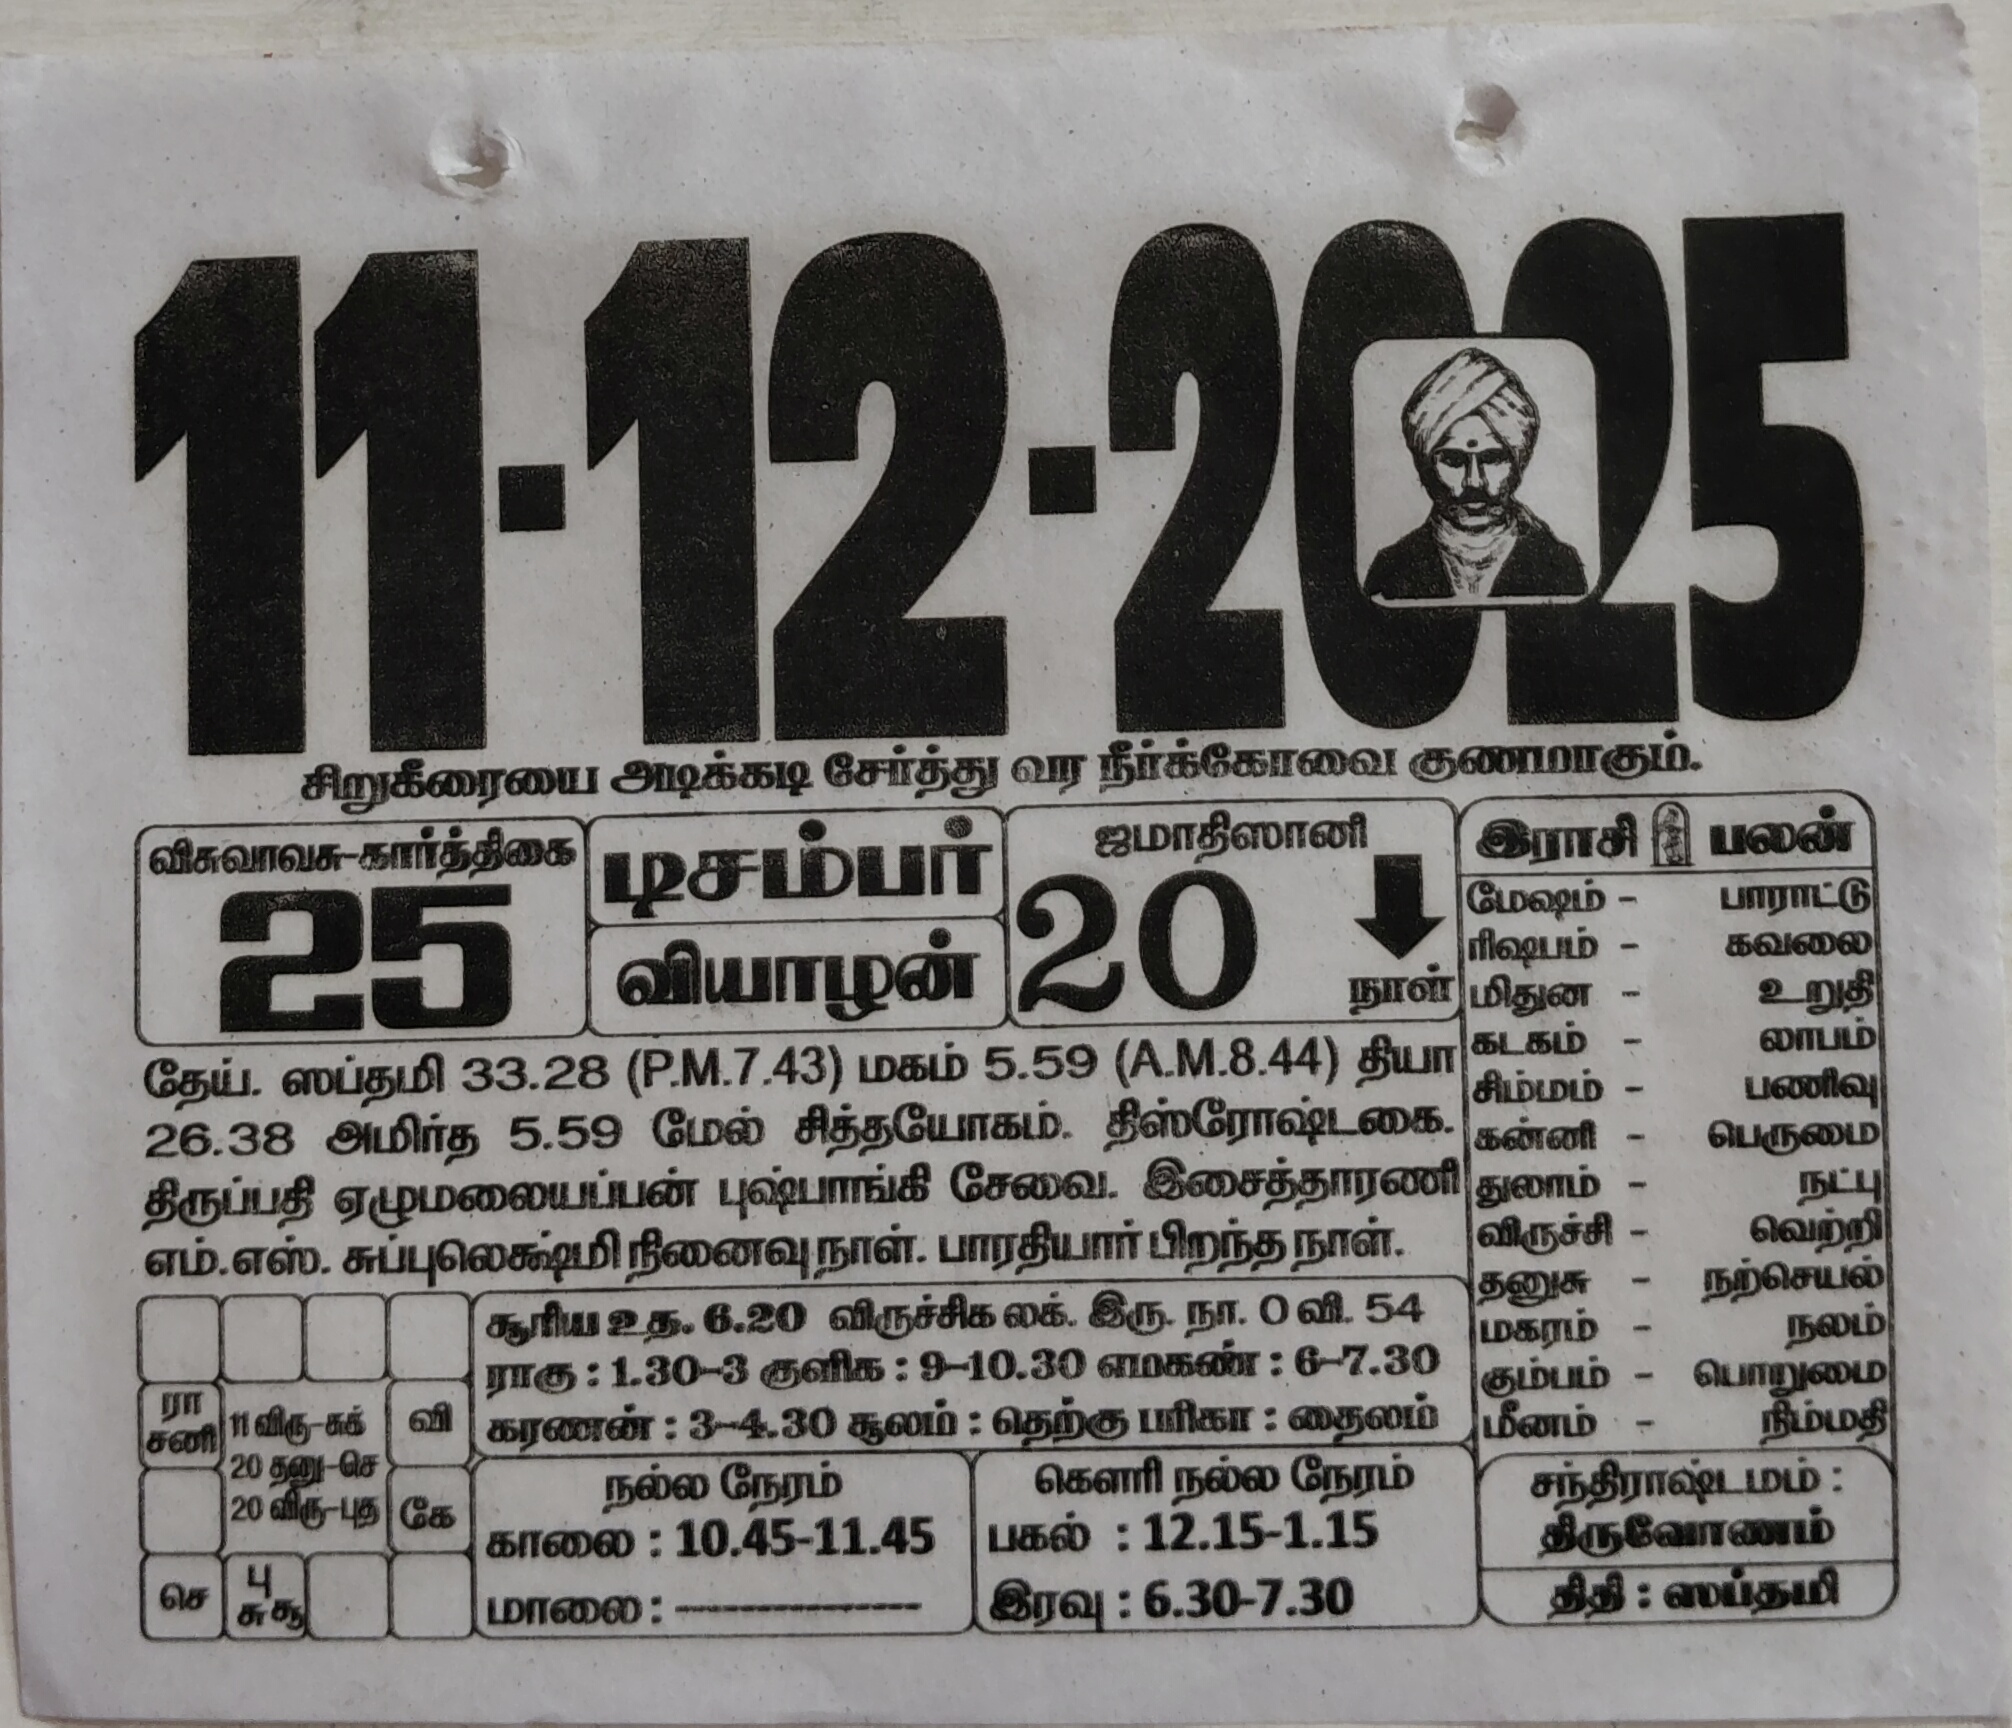 11-12-2025
சிறுகீரையை அடிக்கடி சேர்த்து வர நீர்க்கோவை குணமாகும்.
விசுவாவசு-கார்த்திகை
25
டிசம்பர்
வியாழன்
ஜமாதிஸானி
20
நாள்
தேய். ஸப்தமி 33.28 (P.M.7.43) மகம் 5.59 (A.M.8.44) தியா
26.38 அமிர்த 5.59 மேல் சித்தயோகம். திஸ்ரோஷ்டகை.
திருப்பதி ஏழுமலையப்பன் புஷ்பாங்கி சேவை. இசைத்தாரணி
எம்.எஸ். சுப்புலெக்ஷ்மி நினைவு நாள். பாரதியார் பிறந்த நாள்.
இராசி பலன்
மேஷம் - பாராட்டு
ரிஷபம் - கவலை
மிதுன - உறுதி
கடகம் - லாபம்
சிம்மம் - பணிவு
கன்னி - பெருமை
துலாம் - நட்பு
விருச்சி - வெற்றி
தனுசு - நற்செயல்
மகரம் - நலம்
கும்பம் - பொறுமை
மீனம் - நிம்மதி
ரா
சனி
11 விரு-சுக்
20 தனு-செ
20 விரு-புத
வி
கே
செ
பு
சு சூ
சூரிய உத. 6.20 விருச்சிக லக். இரு. நா. 0 வி. 54
ராகு : 1.30-3 குளிக : 9-10.30 எமகண் : 6-7.30
கரணன் : 3-4.30 சூலம் : தெற்கு பரிகா : தைலம்
நல்ல நேரம்
காலை : 10.45-11.45
மாலை : --------------
கௌரி நல்ல நேரம்
பகல் : 12.15-1.15
இரவு : 6.30-7.30
சந்திராஷ்டமம் :
திருவோணம்
திதி : ஸப்தமி